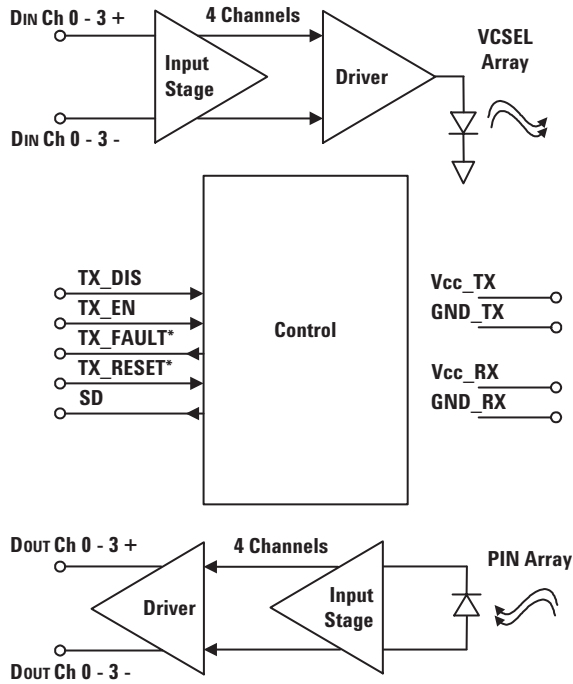 DIN Ch 0 - 3 +
4 Channels
Input
Stage
Driver
VCSEL
Array
DIN Ch 0 - 3 -
TX_DIS
TX_EN
TX_FAULT*
TX_RESET*
SD
Control
Vcc_TX
GND_TX
Vcc_RX
GND_RX
DOUT Ch 0 - 3 +
4 Channels
Driver
Input
Stage
PIN Array
DOUT Ch 0 - 3 -